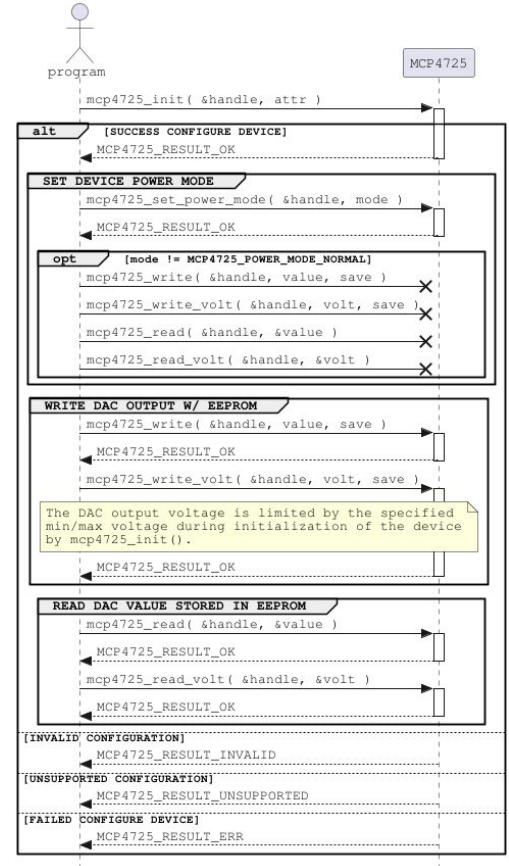 program
MCP4725
mcp4725_init( &handle, attr )
alt [SUCCESS CONFIGURE DEVICE]
MCP4725_RESULT_OK
SET DEVICE POWER MODE
mcp4725_set_power_mode( &handle, mode )
MCP4725_RESULT_OK
opt [mode != MCP4725_POWER_MODE_NORMAL]
mcp4725_write( &handle, value, save )
mcp4725_write_volt( &handle, volt, save )
mcp4725_read( &handle, &value )
mcp4725_read_volt( &handle, &volt )
WRITE DAC OUTPUT W/ EEPROM
mcp4725_write( &handle, value, save )
MCP4725_RESULT_OK
mcp4725_write_volt( &handle, volt, save )
The DAC output voltage is limited by the specified
min/max voltage during initialization of the device
by mcp4725_init().
MCP4725_RESULT_OK
READ DAC VALUE STORED IN EEPROM
mcp4725_read( &handle, &value )
MCP4725_RESULT_OK
mcp4725_read_volt( &handle, &volt )
MCP4725_RESULT_OK
[INVALID CONFIGURATION]
MCP4725_RESULT_INVALID
[UNSUPPORTED CONFIGURATION]
MCP4725_RESULT_UNSUPPORTED
[FAILED CONFIGURE DEVICE]
MCP4725_RESULT_ERR